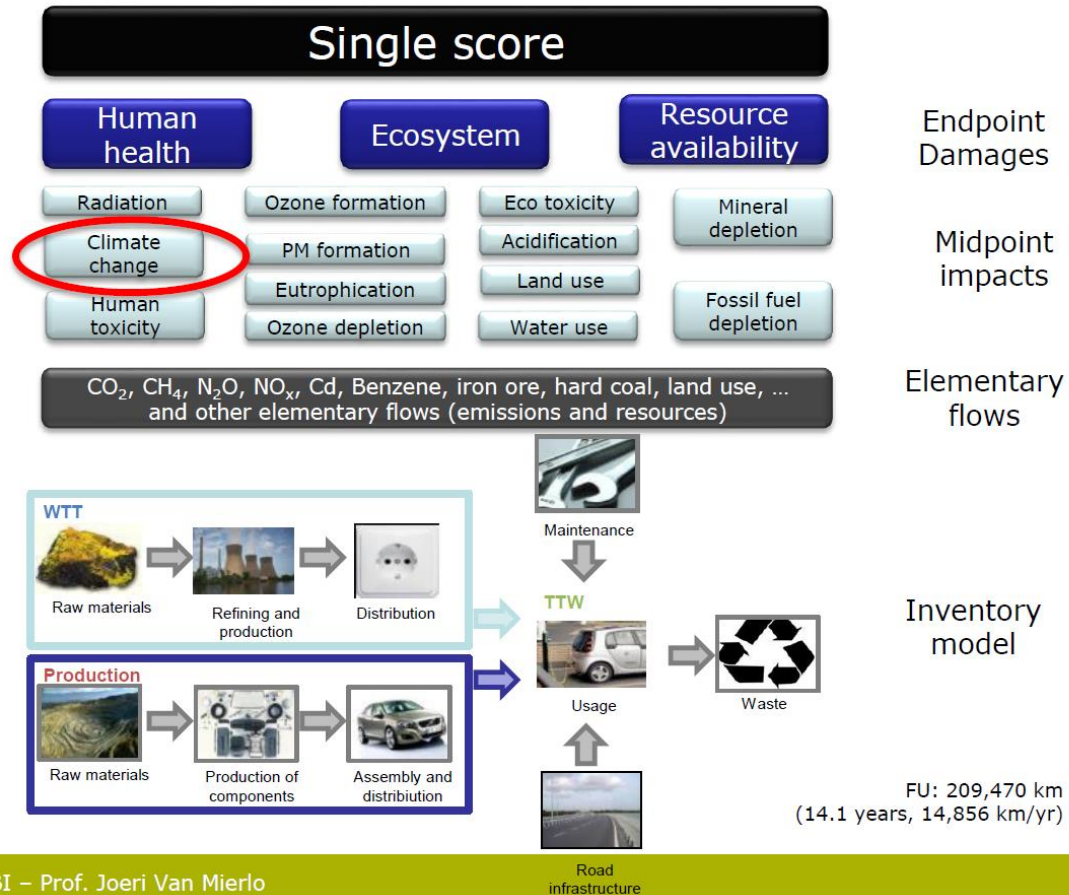 Single score
Human
health
Ecosystem
Resource
availability
Endpoint
Damages
Radiation
Ozone formation
Eco toxicity
Mineral
depletion
Climate
change
PM formation
Acidification
Midpoint
impacts
Eutrophication
Land use
Human
toxicity
Ozone depletion
Water use
Fossil fuel
depletion
CO₂, CH₄, N₂O, NOₓ, Cd, Benzene, iron ore, hard coal, land use, ...
and other elementary flows (emissions and resources)
Elementary
flows
Maintenance
WTT
Raw materials
Refining and
production
Distribution
TTW
Usage
Waste
Inventory
model
Production
Raw materials
Production of
components
Assembly and
distribiution
FU: 209,470 km
(14.1 years, 14,856 km/yr)
Road
infrastructure
BI – Prof. Joeri Van Mierlo